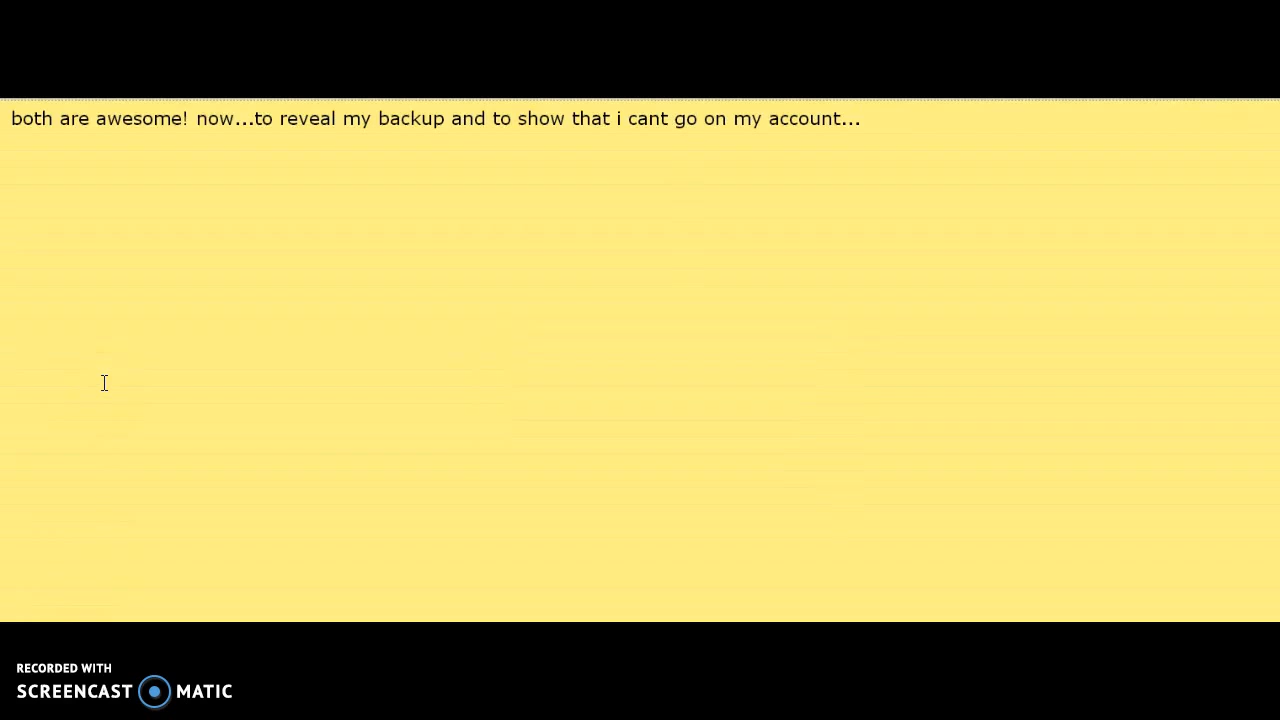 both are awesome! now...to reveal my backup and to show that i cant go on my account...
RECORDED WITH
SCREENCAST MATIC